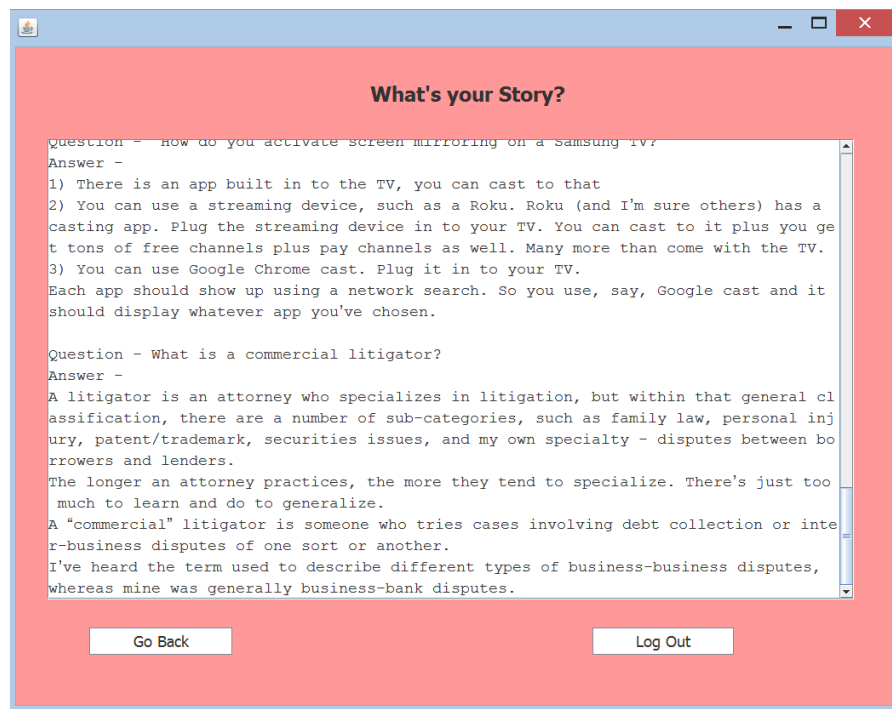 What's your Story?
Question - How do you activate screen mirroring on a Samsung TV?
Answer -
1) There is an app built in to the TV, you can cast to that
2) You can use a streaming device, such as a Roku. Roku (and I’m sure others) has a
casting app. Plug the streaming device in to your TV. You can cast to it plus you ge
t tons of free channels plus pay channels as well. Many more than come with the TV.
3) You can use Google Chrome cast. Plug it in to your TV.
Each app should show up using a network search. So you use, say, Google cast and it
should display whatever app you’ve chosen.
Question - What is a commercial litigator?
Answer -
A litigator is an attorney who specializes in litigation, but within that general cl
assification, there are a number of sub-categories, such as family law, personal inj
ury, patent/trademark, securities issues, and my own specialty - disputes between bo
rrowers and lenders.
The longer an attorney practices, the more they tend to specialize. There’s just too
much to learn and do to generalize.
A “commercial” litigator is someone who tries cases involving debt collection or inte
r-business disputes of one sort or another.
I’ve heard the term used to describe different types of business-business disputes,
whereas mine was generally business-bank disputes.
Go Back
Log Out